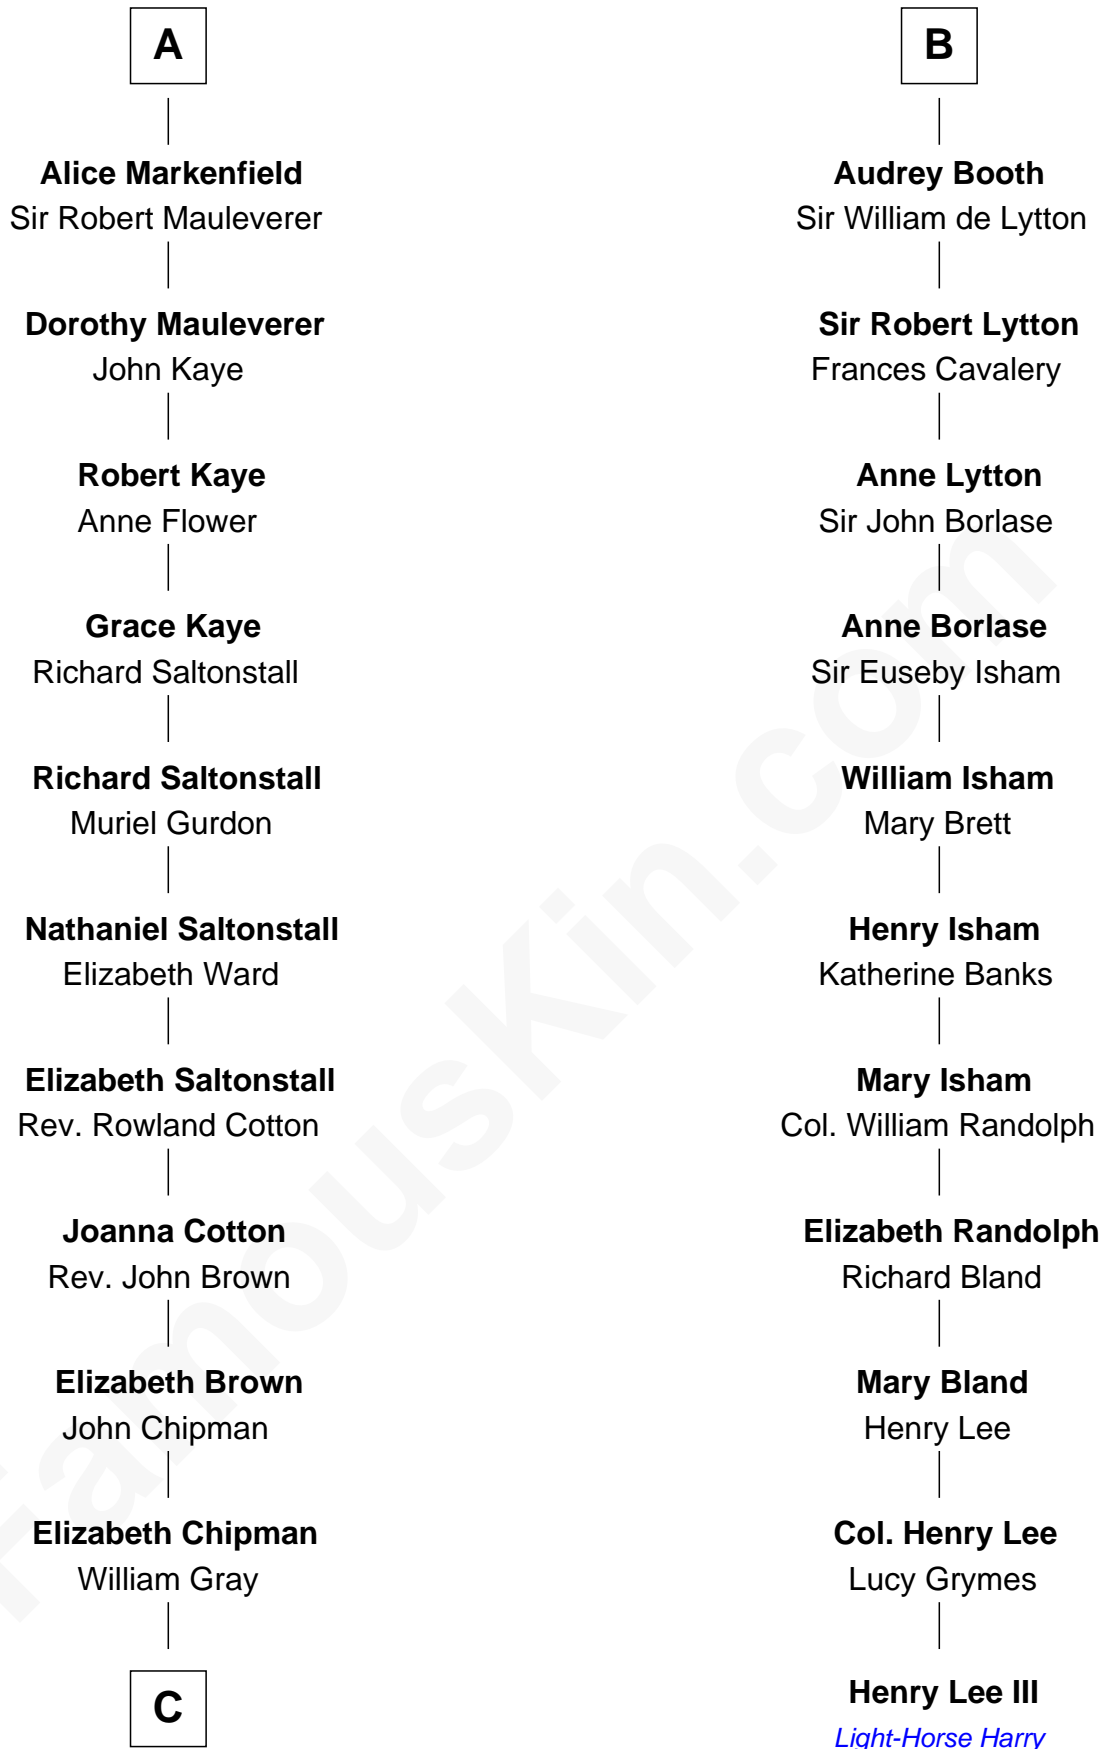 A
Alice Markenfield
Sir Robert Mauleverer
Dorothy Mauleverer
John Kaye
Robert Kaye
Anne Flower
Grace Kaye
Richard Saltonstall
Richard Saltonstall
Muriel Gurdon
Nathaniel Saltonstall
Elizabeth Ward
Elizabeth Saltonstall
Rev. Rowland Cotton
Joanna Cotton
Rev. John Brown
Elizabeth Brown
John Chipman
Elizabeth Chipman
William Gray
C
B
Audrey Booth
Sir William de Lytton
Sir Robert Lytton
Frances Cavalery
Anne Lytton
Sir John Borlase
Anne Borlase
Sir Euseby Isham
William Isham
Mary Brett
Henry Isham
Katherine Banks
Mary Isham
Col. William Randolph
Elizabeth Randolph
Richard Bland
Mary Bland
Henry Lee
Col. Henry Lee
Lucy Grymes
Henry Lee III
Light-Horse Harry
FamousKin.com